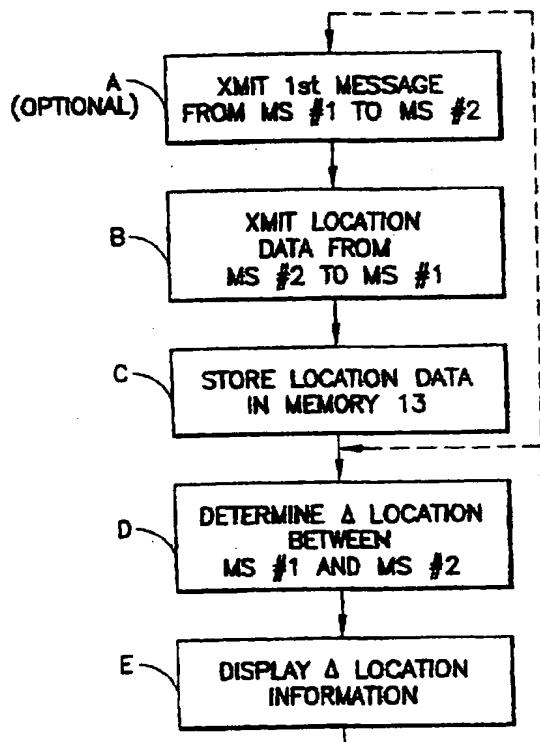 A
(OPTIONAL)
XMIT 1st MESSAGE
FROM MS #1 TO MS #2
B
XMIT LOCATION
DATA FROM
MS #2 TO MS #1
C
STORE LOCATION DATA
IN MEMORY 13
D
DETERMINE Δ LOCATION
BETWEEN
MS #1 AND MS #2
E
DISPLAY Δ LOCATION
INFORMATION